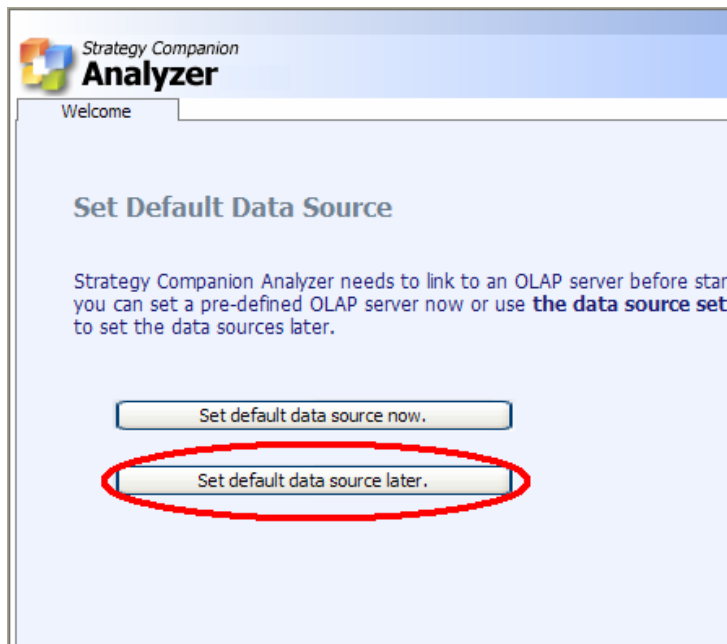 Strategy Companion
Analyzer
Welcome
Set Default Data Source
Strategy Companion Analyzer needs to link to an OLAP server before star
you can set a pre-defined OLAP server now or use the data source set
to set the data sources later.
Set default data source now.
Set default data source later.